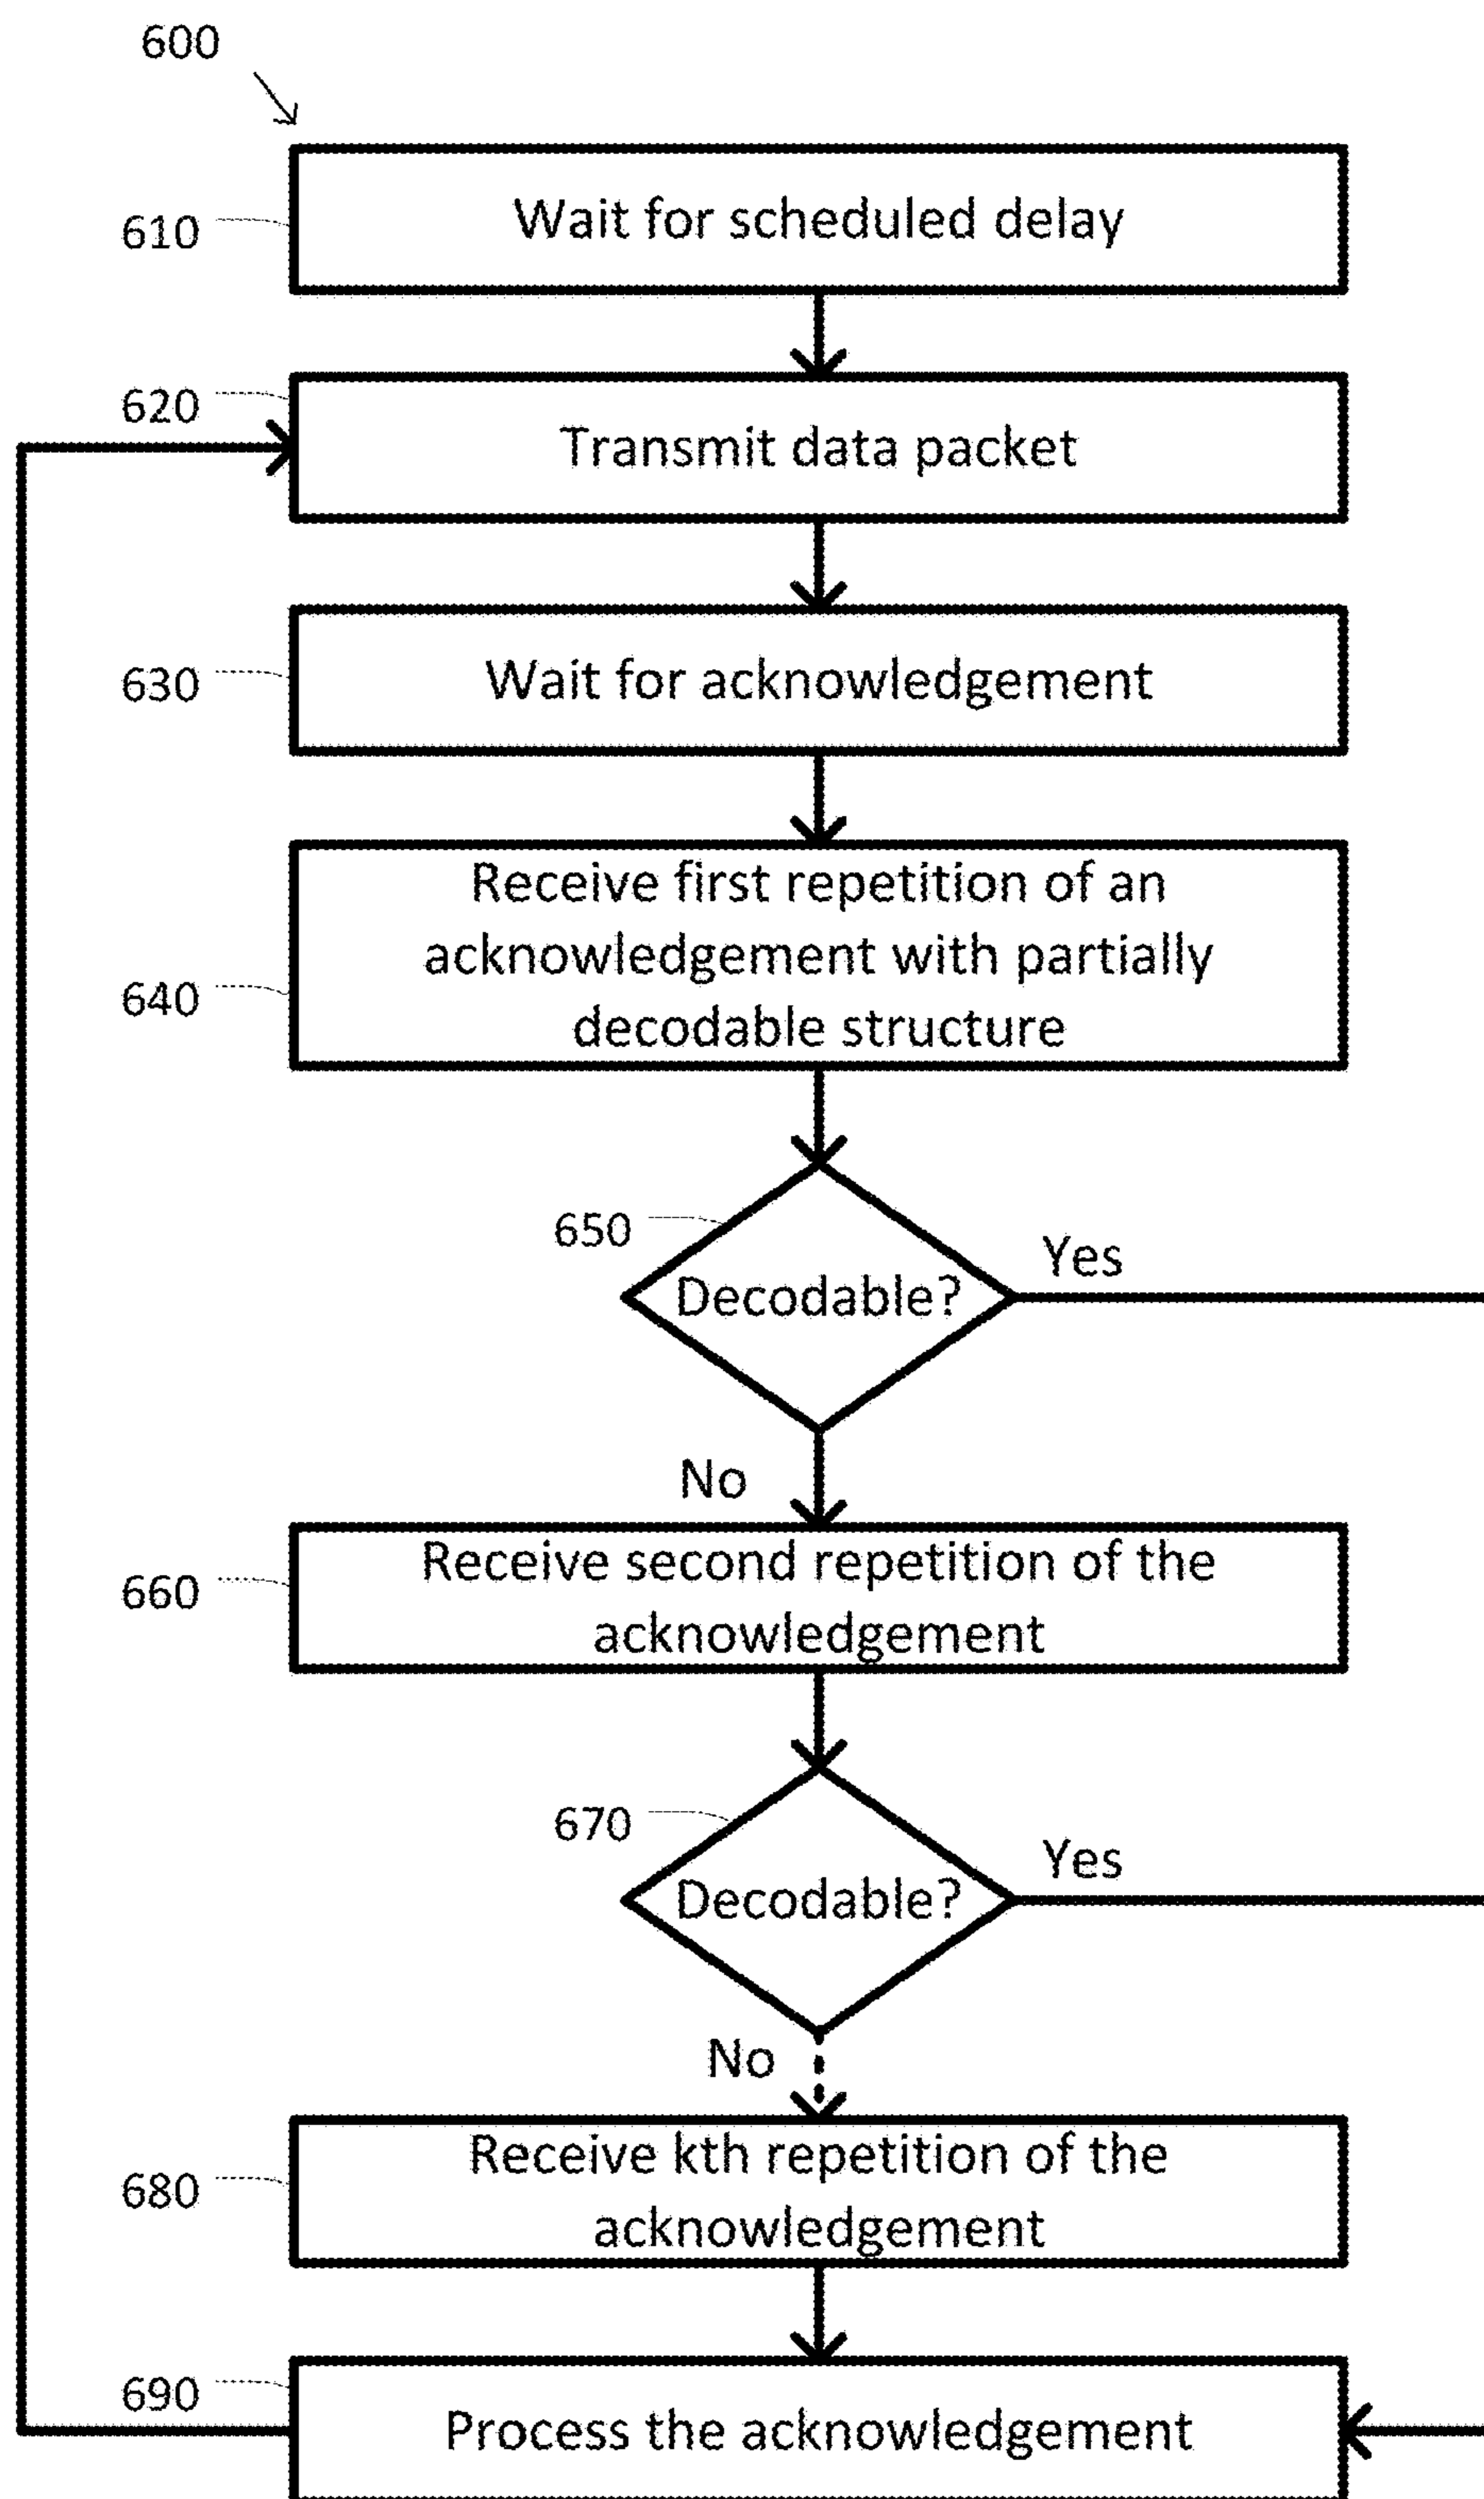 600
610
Wait for scheduled delay
620
Transmit data packet
630
Wait for acknowledgement
640
Receive first repetition of an
acknowledgement with partially
decodable structure
650
Decodable?
Yes
No
660
Receive second repetition of the
acknowledgement
670
Decodable?
Yes
No
680
Receive kth repetition of the
acknowledgement
690
Process the acknowledgement